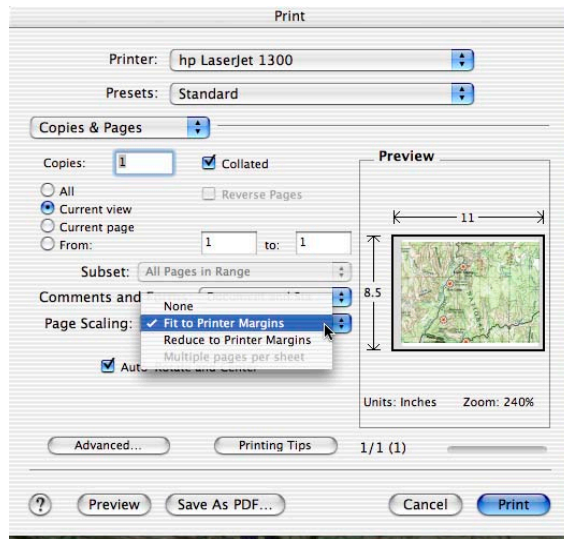 Print
Printer: hp LaserJet 1300
Presets: Standard
Copies & Pages
Copies: 1 Collated
All Reverse Pages
Current view
Current page
From: 1 to: 1
Subset: All Pages in Range
Comments and
None
Page Scaling: ✓ Fit to Printer Margins
Reduce to Printer Margins
Multiple pages per sheet
and Center
Preview
11
8.5
Units: Inches Zoom: 240%
Advanced... Printing Tips 1/1 (1)
? Preview Save As PDF... Cancel Print